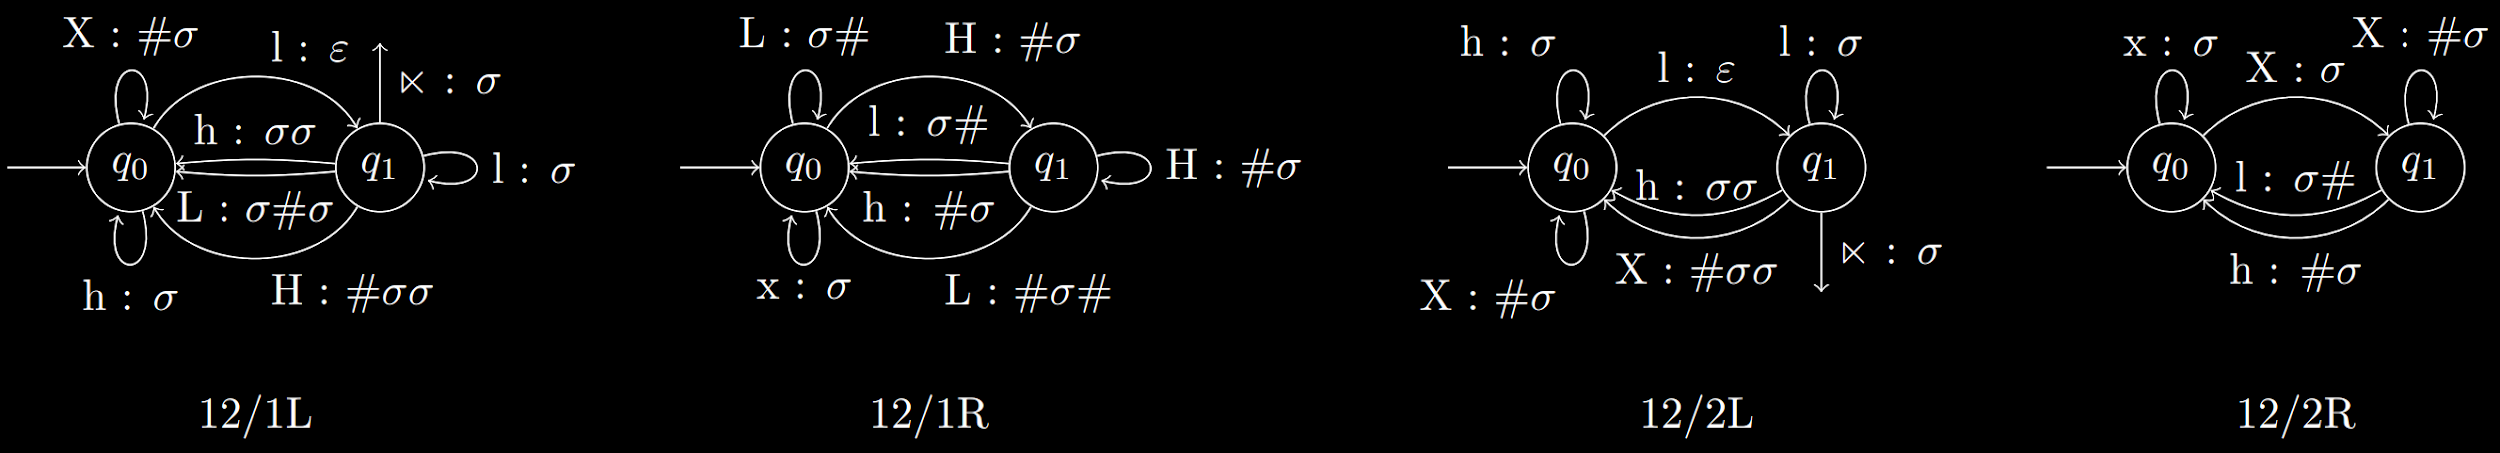 X : #σ
l : ε
⋉ : σ
h : σσ
q₀
q₁
l : σ
L : σ#σ
h : σ
H : #σσ
12/1L
L : σ#
H : #σ
l : σ#
q₀
q₁
H : #σ
h : #σ
x : σ
L : #σ#
12/1R
h : σ
l : ε
l : σ
q₀
q₁
h : σσ
⋉ : σ
X : #σσ
X : #σ
12/2L
x : σ
X : σ
X : #σ
q₀
q₁
l : σ#
h : #σ
12/2R